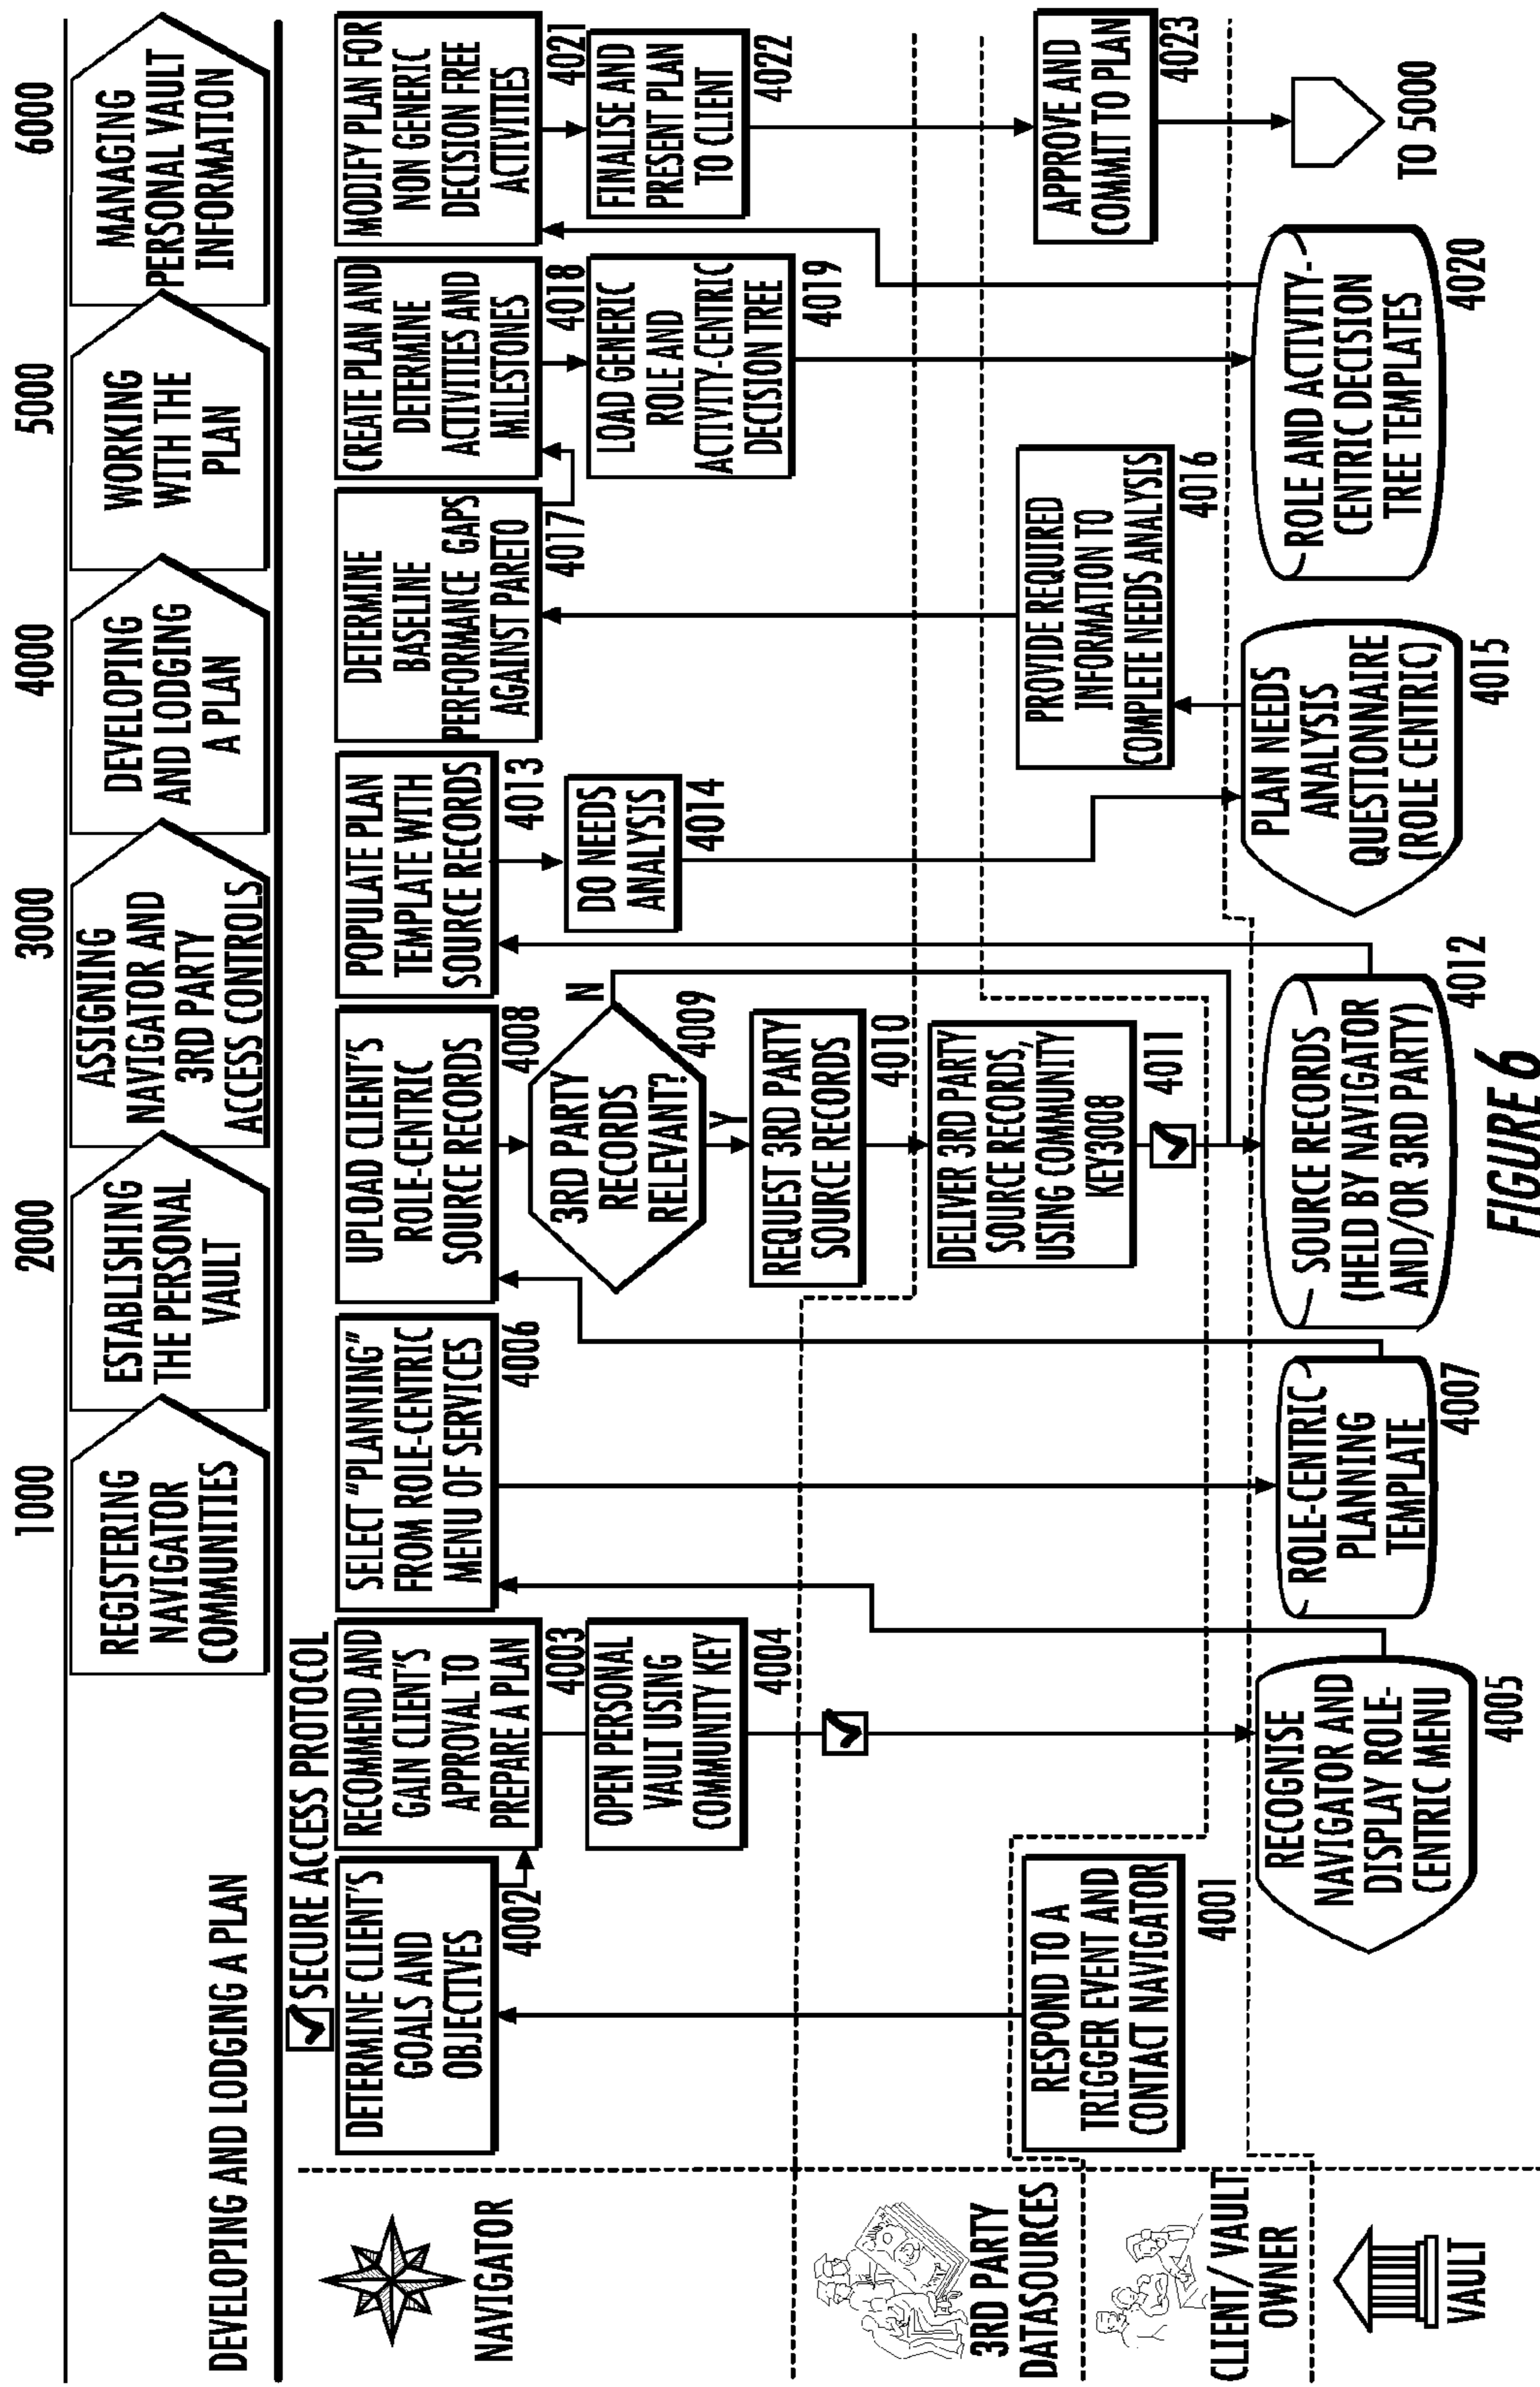 1000
2000
3000
4000
5000
6000
REGISTERING
NAVIGATOR
COMMUNITIES
ESTABLISHING
THE PERSONAL
VAULT
ASSIGNING
NAVIGATOR AND
3RD PARTY
ACCESS CONTROLS
DEVELOPING
AND LODGING
A PLAN
WORKING
WITH THE
PLAN
MANAGING
PERSONAL VAULT
INFORMATION
DEVELOPING AND LODGING A PLAN
SECURE ACCESS PROTOCOL
NAVIGATOR
DETERMINE CLIENT'S
GOALS AND
OBJECTIVES
4002
RECOMMEND AND
GAIN CLIENT'S
APPROVAL TO
PREPARE A PLAN
4003
OPEN PERSONAL
VAULT USING
COMMUNITY KEY
4004
SELECT "PLANNING"
FROM ROLE-CENTRIC
MENU OF SERVICES
4006
UPLOAD CLIENT'S
ROLE-CENTRIC
SOURCE RECORDS
4008
3RD PARTY
RECORDS
RELEVANT?
4009
N
Y
REQUEST 3RD PARTY
SOURCE RECORDS
4010
POPULATE PLAN
TEMPLATE WITH
SOURCE RECORDS
4013
DO NEEDS
ANALYSIS
4014
DETERMINE
BASELINE
PERFORMANCE GAPS
AGAINST PARETO
4017
CREATE PLAN AND
DETERMINE
ACTIVITIES AND
MILESTONES
4018
LOAD GENERIC
ROLE AND
ACTIVITY-CENTRIC
DECISION TREE
4019
MODIFY PLAN FOR
NON GENERIC
DECISION FREE
ACTIVITIES
4021
FINALISE AND
PRESENT PLAN
TO CLIENT
4022
3RD PARTY
DATASOURCES
DELIVER 3RD PARTY
SOURCE RECORDS,
USING COMMUNITY
KEY3008
4011
CLIENT/VAULT
OWNER
RESPOND TO A
TRIGGER EVENT AND
CONTACT NAVIGATOR
4001
PROVIDE REQUIRED
INFORMATION TO
COMPLETE NEEDS ANALYSIS
4016
APPROVE AND
COMMIT TO PLAN
4023
VAULT
RECOGNISE
NAVIGATOR AND
DISPLAY ROLE-
CENTRIC MENU
4005
ROLE-CENTRIC
PLANNING
TEMPLATE
4007
SOURCE RECORDS
(HELD BY NAVIGATOR
AND/OR 3RD PARTY)
4012
PLAN NEEDS
ANALYSIS
QUESTIONNAIRE
(ROLE CENTRIC)
4015
ROLE AND ACTIVITY-
CENTRIC DECISION
TREE TEMPLATES
4020
TO 5000
FIGURE 6